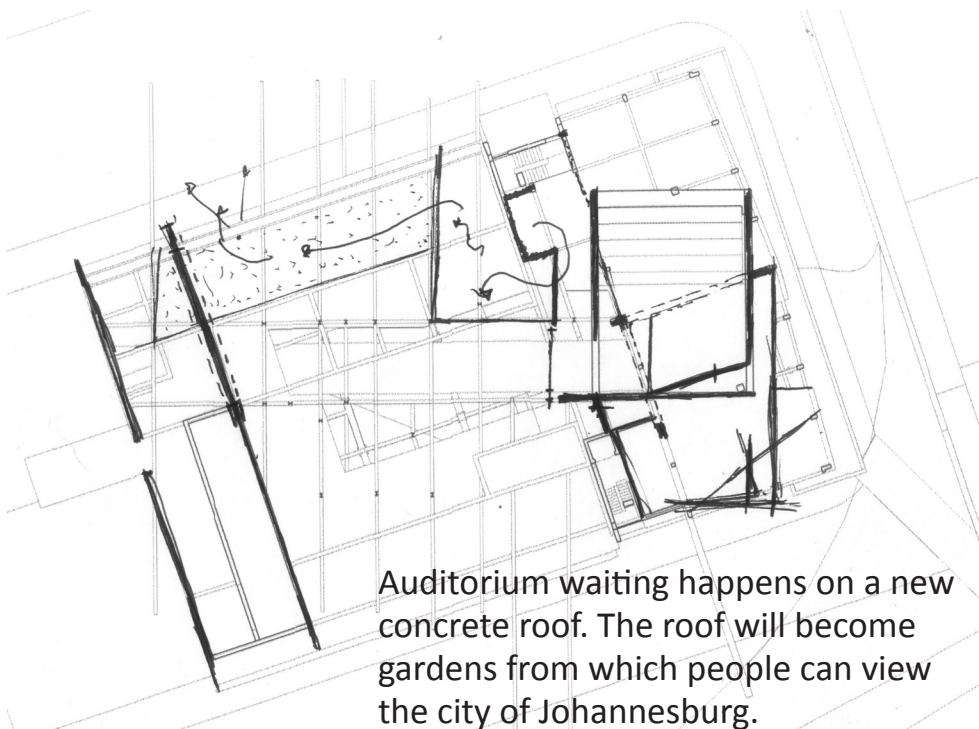 Auditorium waiting happens on a new
concrete roof. The roof will become
gardens from which people can view
the city of Johannesburg.